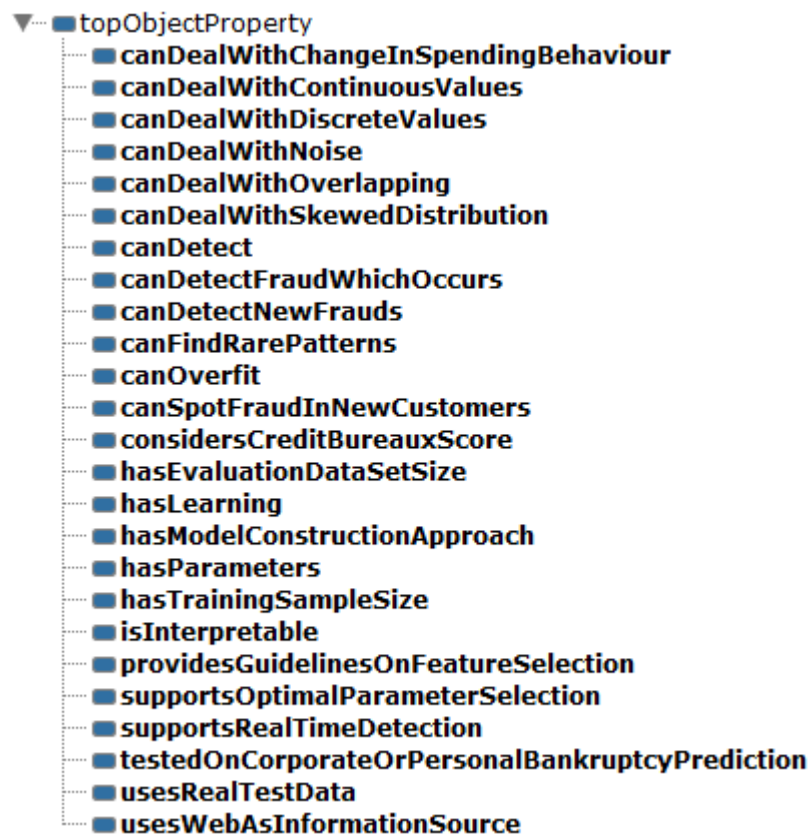 topObjectProperty
canDealWithChangeInSpendingBehaviour
canDealWithContinuousValues
canDealWithDiscreteValues
canDealWithNoise
canDealWithOverlapping
canDealWithSkewedDistribution
canDetect
canDetectFraudWhichOccurs
canDetectNewFrauds
canFindRarePatterns
canOverfit
canSpotFraudInNewCustomers
considersCreditBureauxScore
hasEvaluationDataSetSize
hasLearning
hasModelConstructionApproach
hasParameters
hasTrainingSampleSize
isInterpretable
providesGuidelinesOnFeatureSelection
supportsOptimalParameterSelection
supportsRealTimeDetection
testedOnCorporateOrPersonalBankruptcyPrediction
usesRealTestData
usesWebAsInformationSource